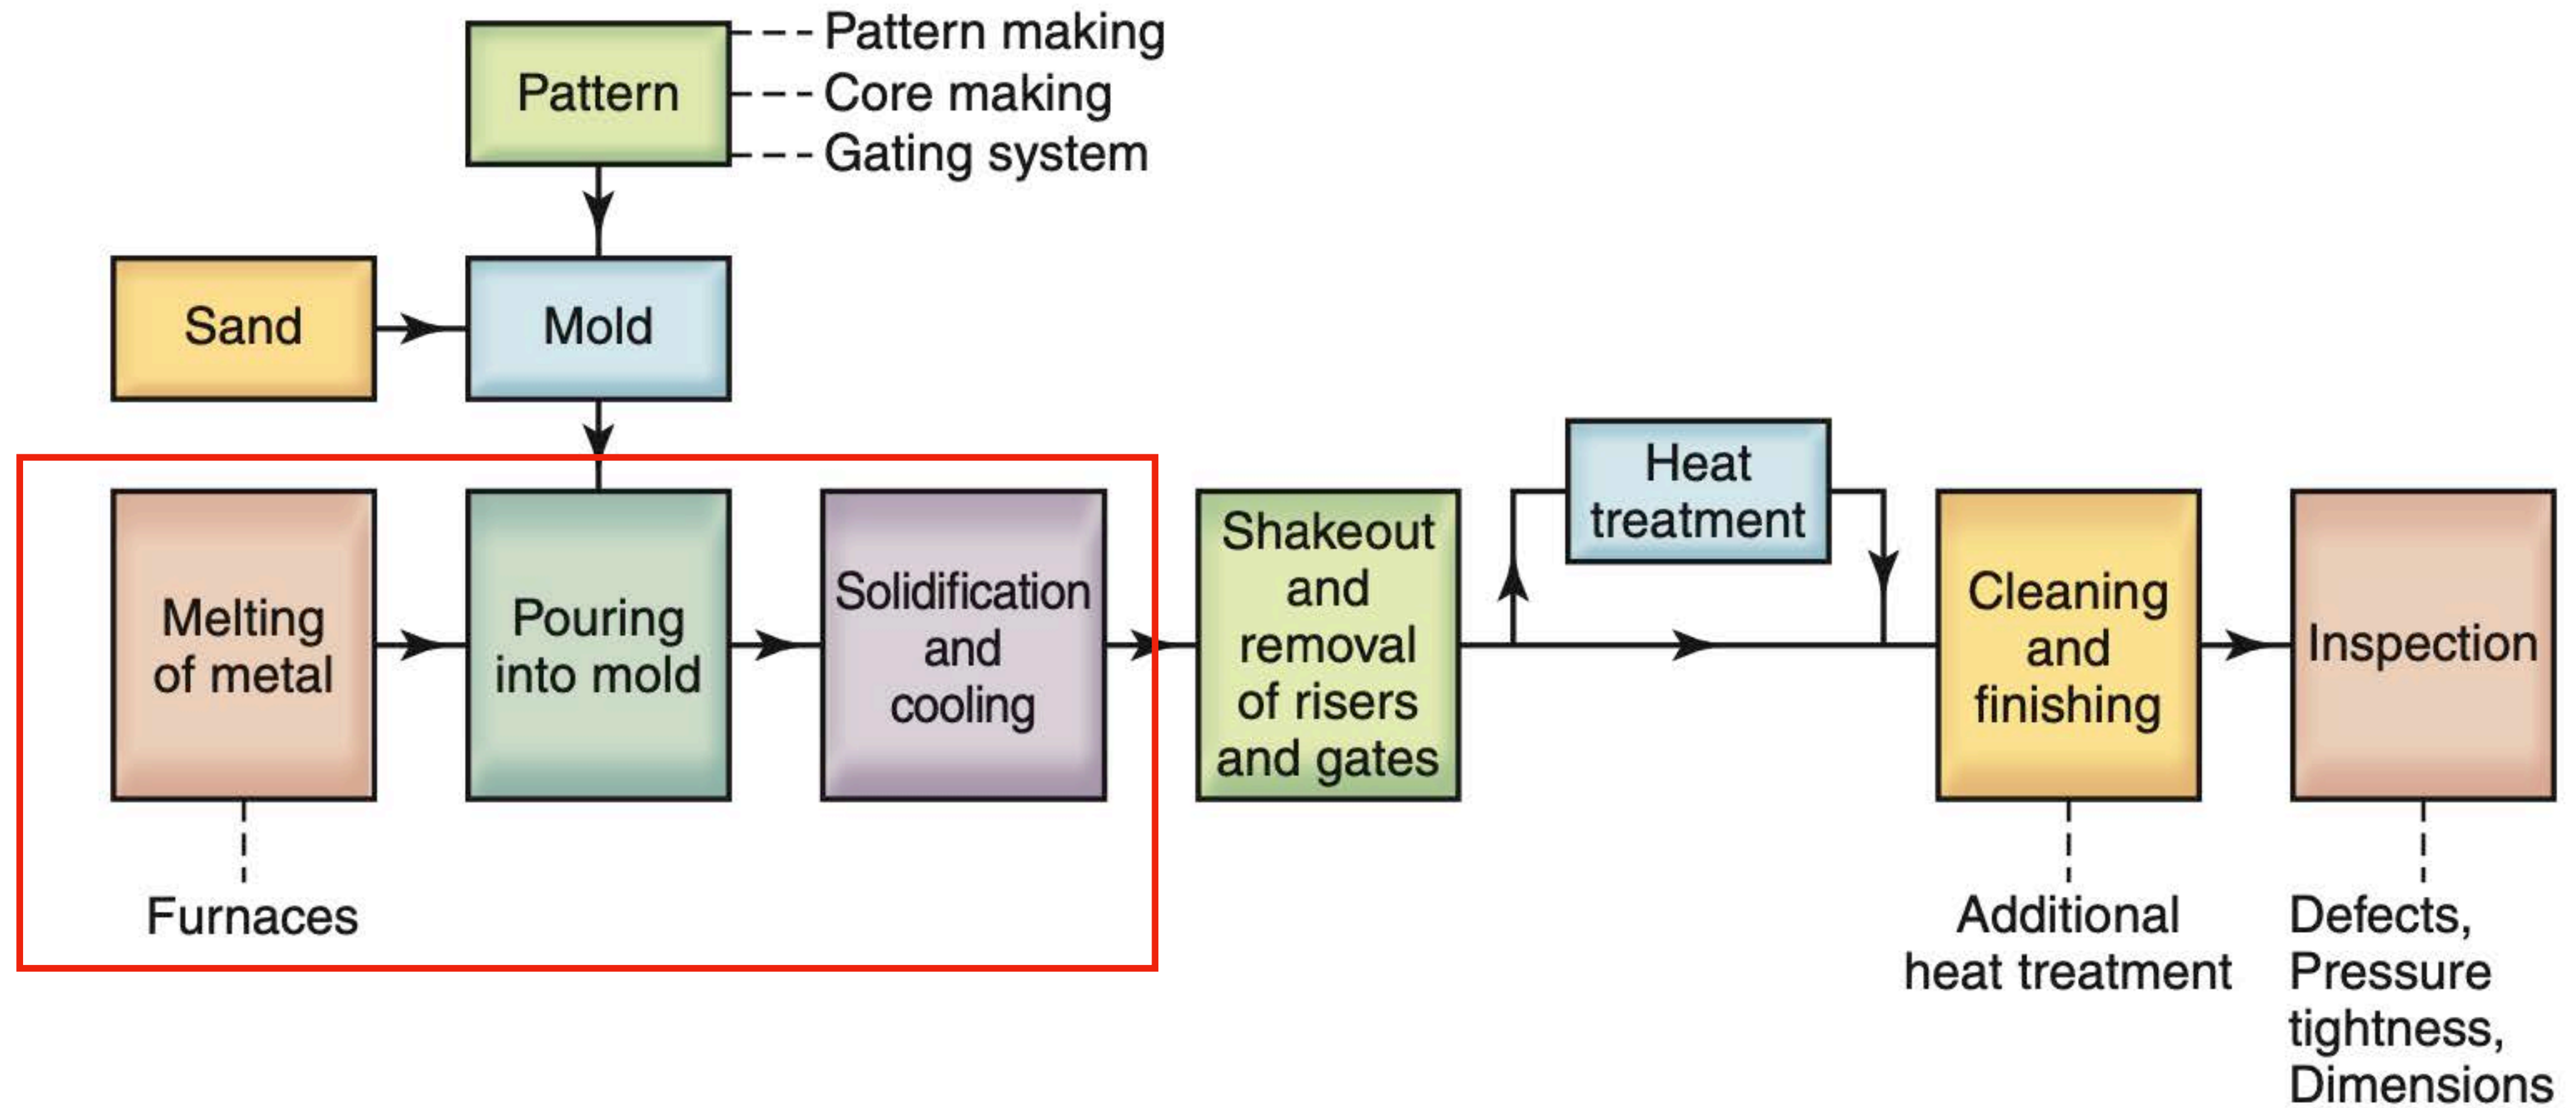 Pattern
Pattern making
Core making
Gating system
Sand
Mold
Melting
of metal
Furnaces
Pouring
into mold
Solidification
and
cooling
Shakeout
and
removal
of risers
and gates
Heat
treatment
Cleaning
and
finishing
Additional
heat treatment
Inspection
Defects,
Pressure
tightness,
Dimensions